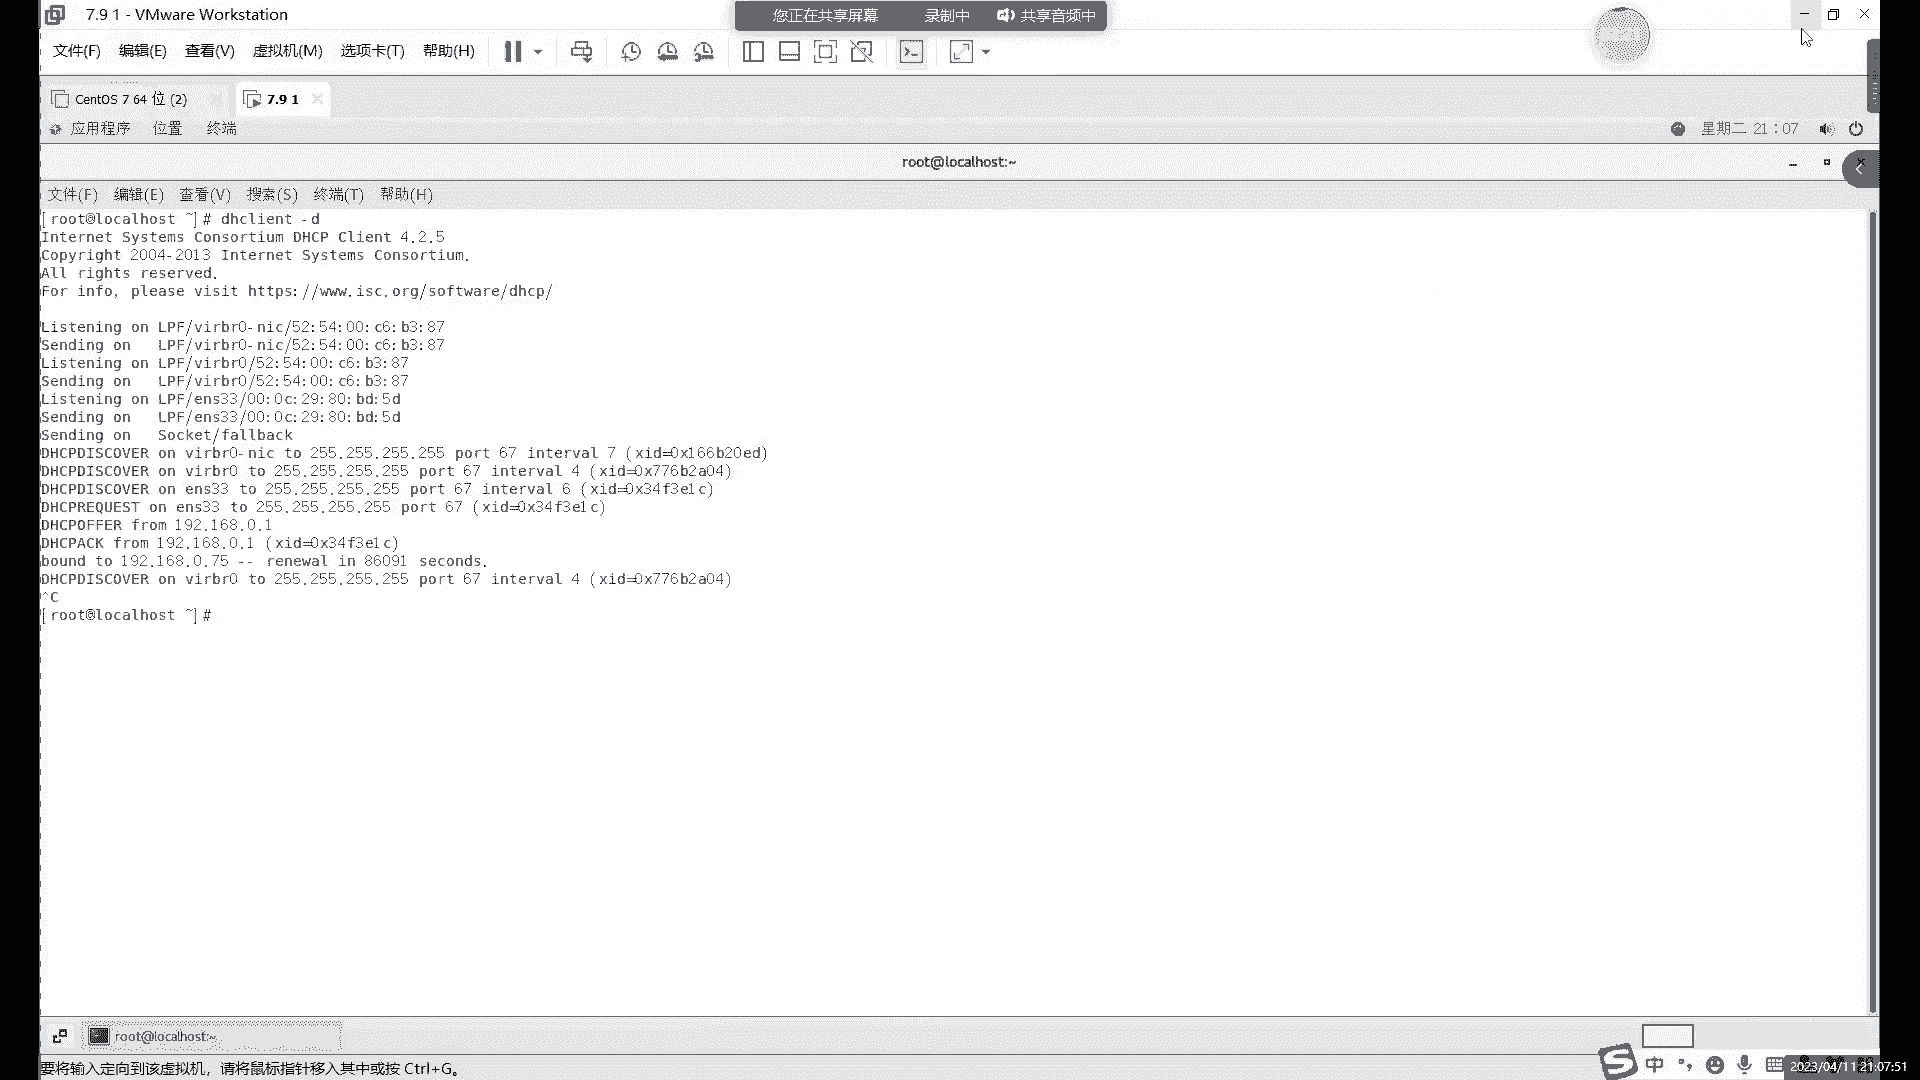 7.9 1 - VMware Workstation
您正在共享屏幕 录制中 共享音频中
文件(F) 编辑(E) 查看(V) 虚拟机(M) 选项卡(T) 帮助(H)
CentOS 7 64 位 (2) 7.9 1
应用程序 位置 终端 星期二 21：07
root@localhost:~
文件(F) 编辑(E) 查看(V) 搜索(S) 终端(T) 帮助(H)
[root@localhost ~]# dhclient -d
Internet Systems Consortium DHCP Client 4.2.5
Copyright 2004-2013 Internet Systems Consortium.
All rights reserved.
For info, please visit https://www.isc.org/software/dhcp/
Listening on LPF/virbr0-nic/52:54:00:c6:b3:87
Sending on   LPF/virbr0-nic/52:54:00:c6:b3:87
Listening on LPF/virbr0/52:54:00:c6:b3:87
Sending on   LPF/virbr0/52:54:00:c6:b3:87
Listening on LPF/ens33/00:0c:29:80:bd:5d
Sending on   LPF/ens33/00:0c:29:80:bd:5d
Sending on   Socket/fallback
DHCPDISCOVER on virbr0-nic to 255.255.255.255 port 67 interval 7 (xid=0x166b20ed)
DHCPDISCOVER on virbr0 to 255.255.255.255 port 67 interval 4 (xid=0x776b2a04)
DHCPDISCOVER on ens33 to 255.255.255.255 port 67 interval 6 (xid=0x34f3e1c)
DHCPREQUEST on ens33 to 255.255.255.255 port 67 (xid=0x34f3e1c)
DHCPOFFER from 192.168.0.1
DHCPACK from 192.168.0.1 (xid=0x34f3e1c)
bound to 192.168.0.75 -- renewal in 86091 seconds.
DHCPDISCOVER on virbr0 to 255.255.255.255 port 67 interval 4 (xid=0x776b2a04)
^C
[root@localhost ~]#
root@localhost:~
要将输入定向到该虚拟机，请将鼠标指针移入其中或按 Ctrl+G。
中
2023/04/11 21:07:51